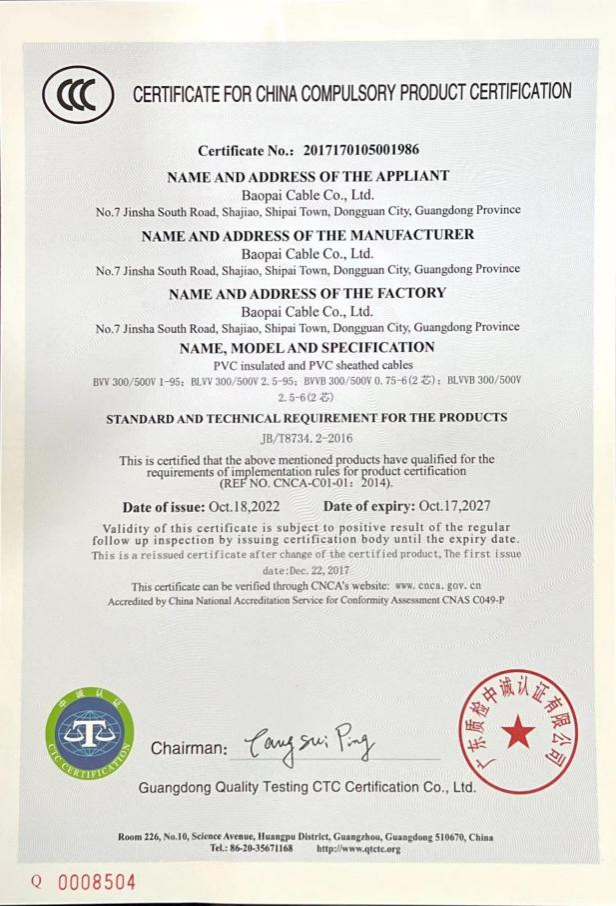 CCC
CERTIFICATE FOR CHINA COMPULSORY PRODUCT CERTIFICATION
Certificate No.: 2017170105001986
NAME AND ADDRESS OF THE APPLIANT
Baopai Cable Co., Ltd.
No.7 Jinsha South Road, Shajiao, Shipai Town, Dongguan City, Guangdong Province
NAME AND ADDRESS OF THE MANUFACTURER
Baopai Cable Co., Ltd.
No.7 Jinsha South Road, Shajiao, Shipai Town, Dongguan City, Guangdong Province
NAME AND ADDRESS OF THE FACTORY
Baopai Cable Co., Ltd.
No.7 Jinsha South Road, Shajiao, Shipai Town, Dongguan City, Guangdong Province
NAME, MODEL AND SPECIFICATION
PVC insulated and PVC sheathed cables
BVV 300/500V 1-95; BLVV 300/500V 2.5-95; BVVB 300/500V 0.75-6(2 芯); BLVVB 300/500V
2.5-6(2 芯)
STANDARD AND TECHNICAL REQUIREMENT FOR THE PRODUCTS
JB/T8734.2-2016
This is certified that the above mentioned products have qualified for the
requirements of implementation rules for product certification
(REF NO. CNCA-C01-01: 2014).
Date of issue: Oct.18,2022 Date of expiry: Oct.17,2027
Validity of this certificate is subject to positive result of the regular
follow up inspection by issuing certification body until the expiry date.
This is a reissued certificate after change of the certified product, The first issue
date:Dec. 22, 2017
This certificate can be verified through CNCA's website: www. cnca. gov. cn
Accredited by China National Accreditation Service for Conformity Assessment CNAS C049-P
中诚认证
CTC CERTIFICATION
Chairman: Tang Sui Ping
广东质检中诚认证有限公司
Guangdong Quality Testing CTC Certification Co., Ltd.
Room 226, No.10, Science Avenue, Huangpu District, Guangzhou, Guangdong 510670, China
Tel.: 86-20-35671168 http://www.qtctc.org
Q 0008504